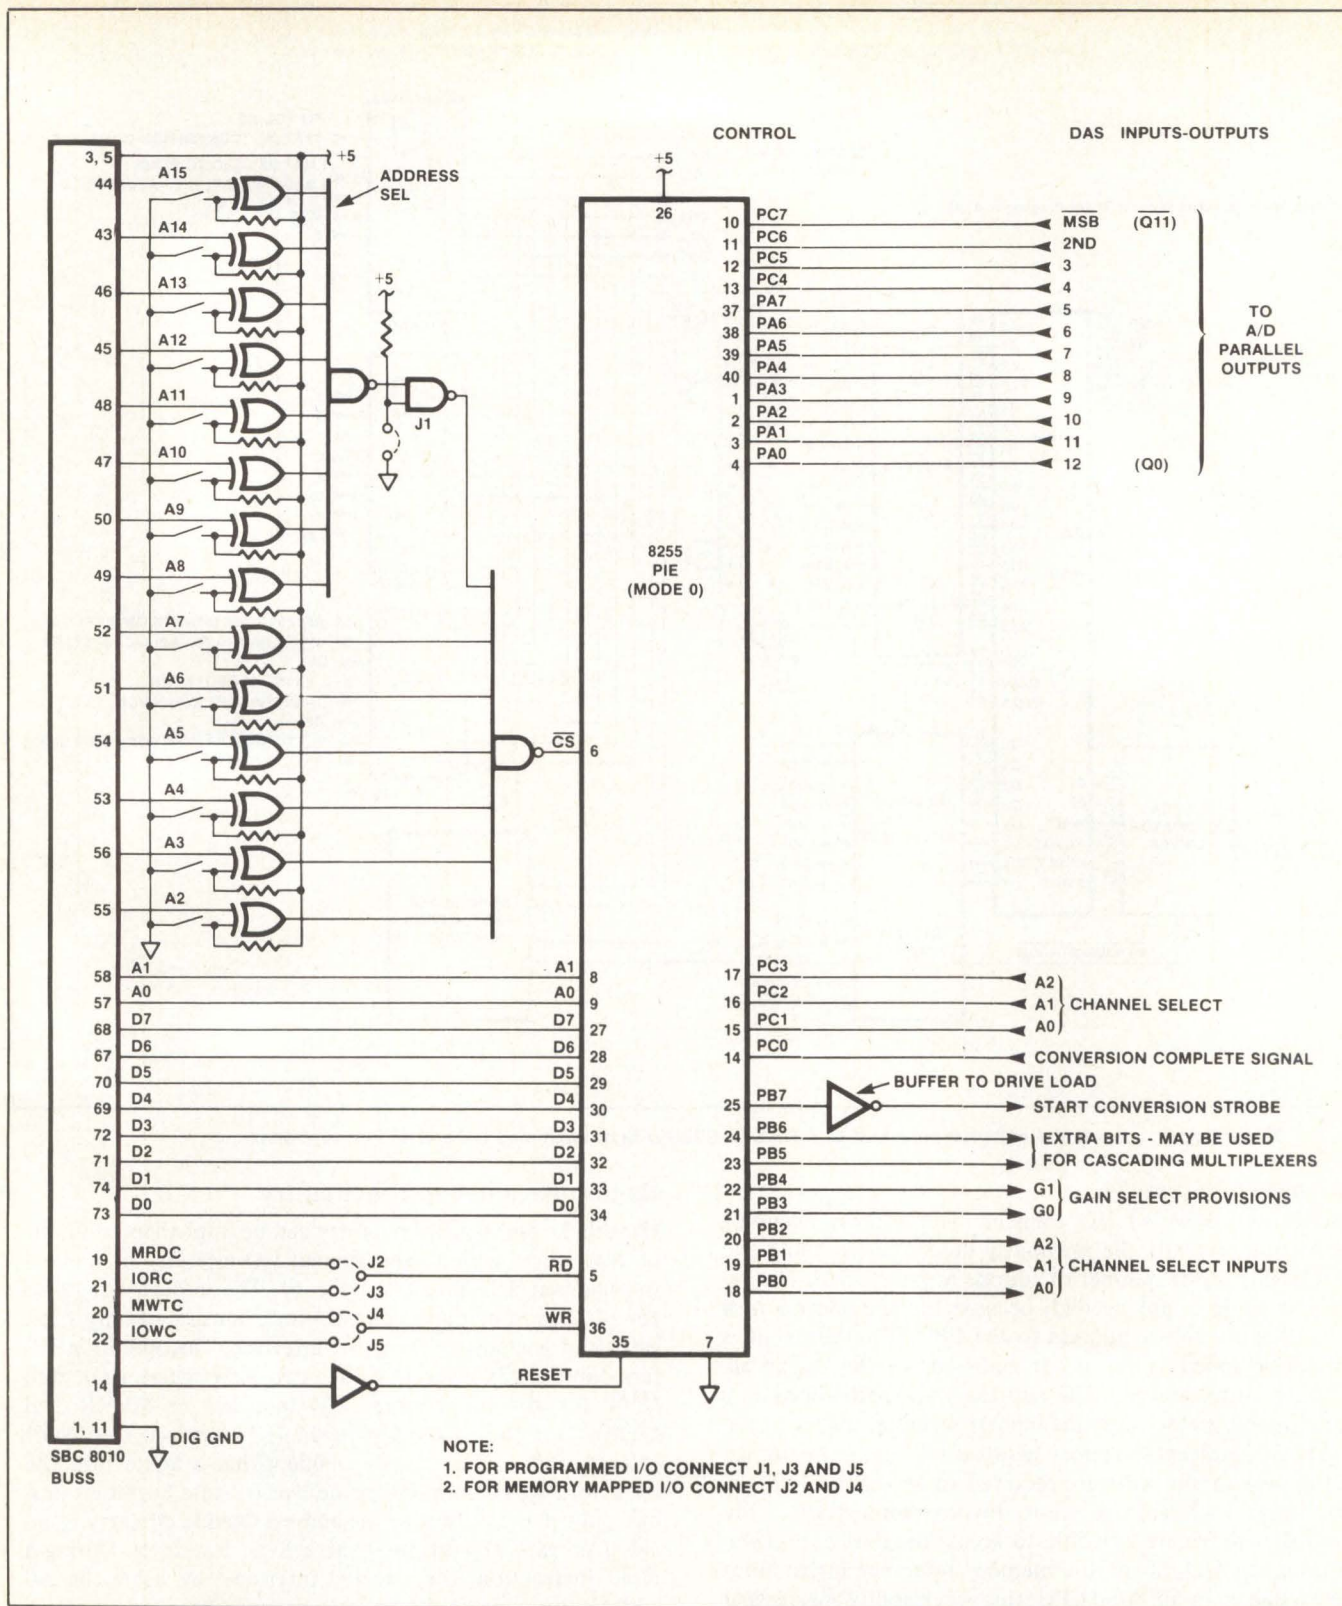 CONTROL
DAS INPUTS-OUTPUTS
3, 5
+5
+5
ADDRESS
SEL
26
44 A15
43 A14
46 A13
45 A12
48 A11
47 A10
50 A9
49 A8
52 A7
51 A6
54 A5
53 A4
56 A3
55 A2
+5
J1
8255
PIE
(MODE 0)
CS 6
10 PC7 MSB (Q11)
11 PC6 2ND
12 PC5 3
13 PC4 4
37 PA7 5
38 PA6 6
39 PA5 7
40 PA4 8
1 PA3 9
2 PA2 10
3 PA1 11
4 PA0 12 (Q0)
TO
A/D
PARALLEL
OUTPUTS
58 A1 A1 8
57 A0 A0 9
68 D7 D7 27
67 D6 D6 28
70 D5 D5 29
69 D4 D4 30
72 D3 D3 31
71 D2 D2 32
74 D1 D1 33
73 D0 D0 34
19 MRDC J2
RD 5
21 IORC J3
20 MWTC J4
WR 36
22 IOWC J5
14 RESET 35
7
1, 11 DIG GND
SBC 8010
BUSS
17 PC3 A2
16 PC2 A1 CHANNEL SELECT
15 PC1 A0
14 PC0 CONVERSION COMPLETE SIGNAL
BUFFER TO DRIVE LOAD
25 PB7 START CONVERSION STROBE
24 PB6 EXTRA BITS - MAY BE USED
23 PB5 FOR CASCADING MULTIPLEXERS
22 PB4 G1
GAIN SELECT PROVISIONS
21 PB3 G0
20 PB2 A2
19 PB1 A1 CHANNEL SELECT INPUTS
18 PB0 A0
NOTE:
1. FOR PROGRAMMED I/O CONNECT J1, J3 AND J5
2. FOR MEMORY MAPPED I/O CONNECT J2 AND J4